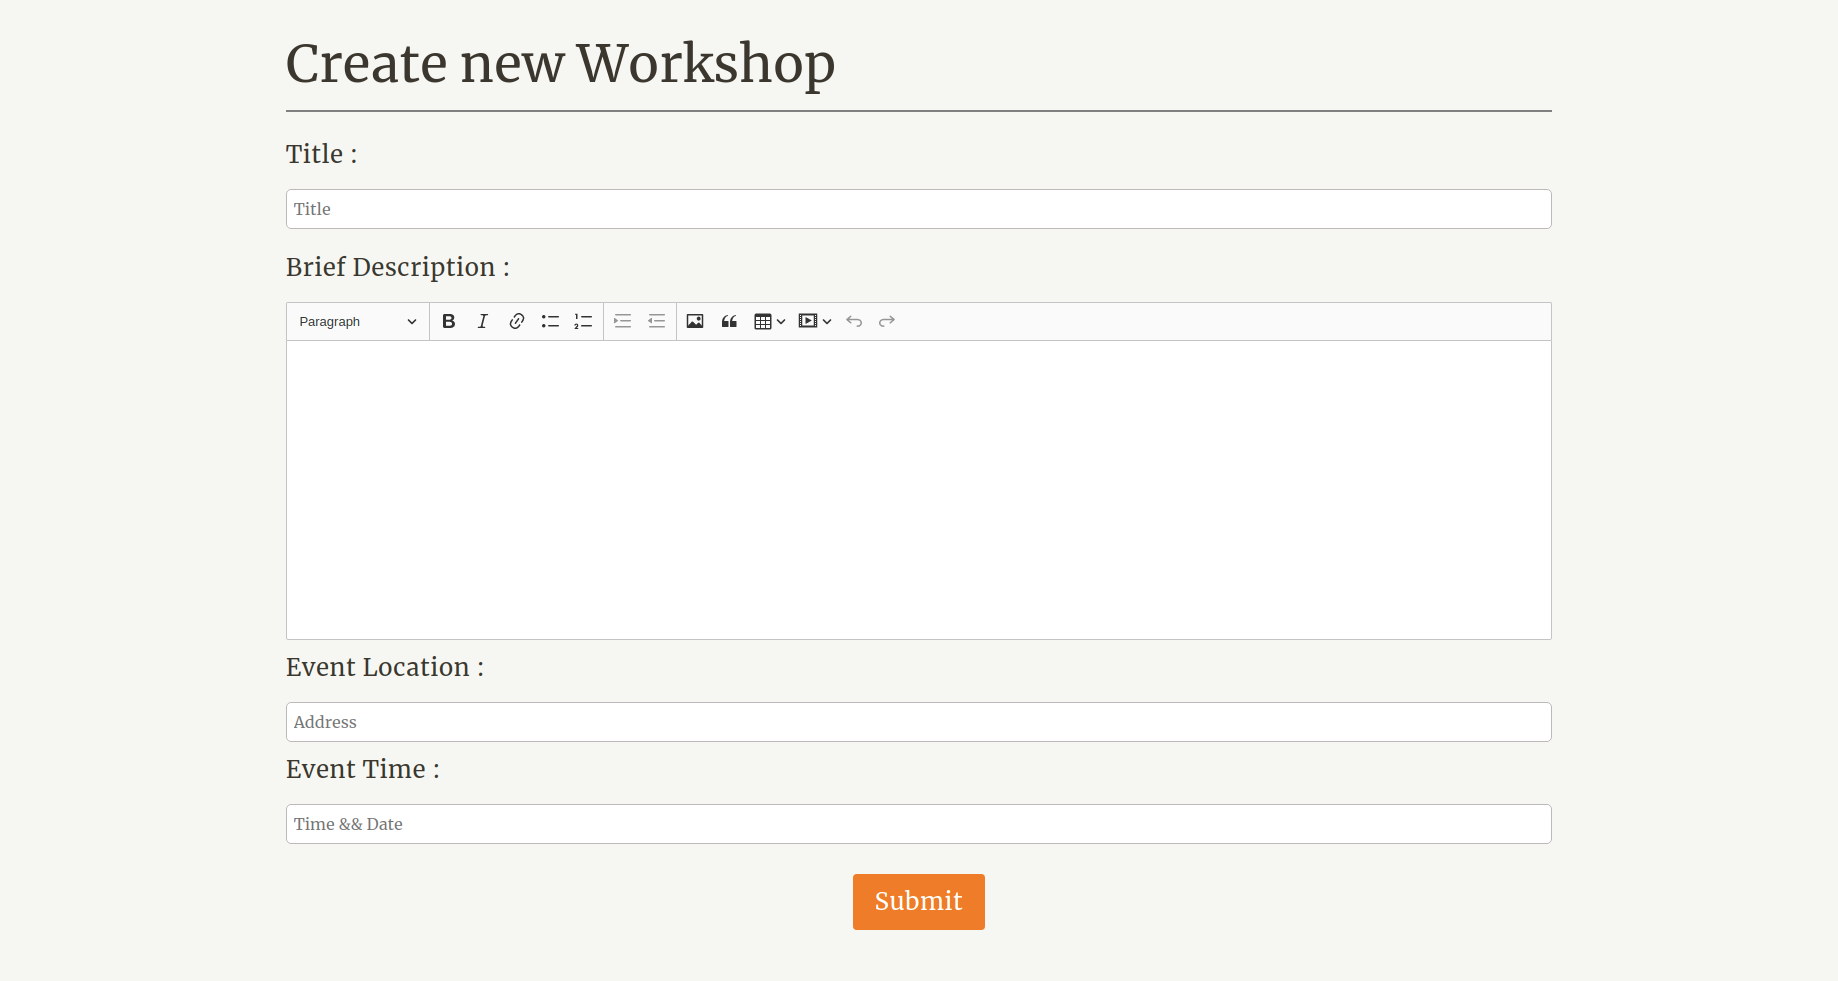 Create new Workshop
Title :
Title
Brief Description :
Paragraph
Event Location :
Address
Event Time :
Time && Date
Submit